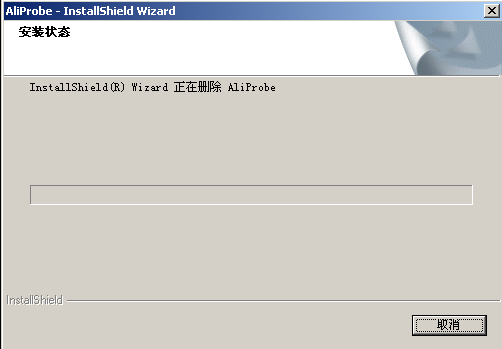 AliProbe - InstallShield Wizard
安装状态
InstallShield(R) Wizard 正在删除 AliProbe
InstallShield
取消